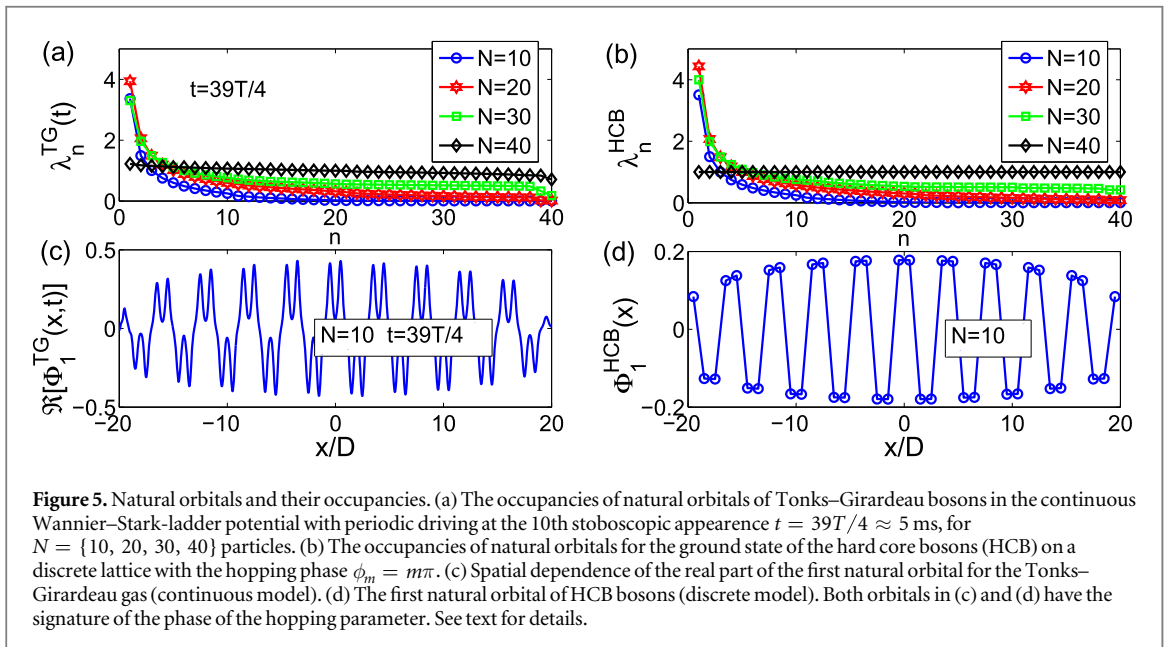 (a)
4
2
0
λ_n^TG(t)
t=39T/4
N=10
N=20
N=30
N=40
0 10 20 30 40
n
(b)
4
2
0
λ_n^HCB
N=10
N=20
N=30
N=40
0 10 20 30 40
n
(c)
0.5
0
−0.5
ℜ[Φ_1^TG(x,t)]
N=10 t=39T/4
−20 −10 0 10 20
x/D
(d)
0.2
0
−0.2
Φ_1^HCB(x)
N=10
−20 −10 0 10 20
x/D
Figure 5. Natural orbitals and their occupancies. (a) The occupancies of natural orbitals of Tonks–Girardeau bosons in the continuous
Wannier–Stark-ladder potential with periodic driving at the 10th stoboscopic appearence t = 39T/4 ≈ 5 ms, for
N = {10, 20, 30, 40} particles. (b) The occupancies of natural orbitals for the ground state of the hard core bosons (HCB) on a
discrete lattice with the hopping phase ϕ_m = mπ. (c) Spatial dependence of the real part of the first natural orbital for the Tonks–
Girardeau gas (continuous model). (d) The first natural orbital of HCB bosons (discrete model). Both orbitals in (c) and (d) have the
signature of the phase of the hopping parameter. See text for details.